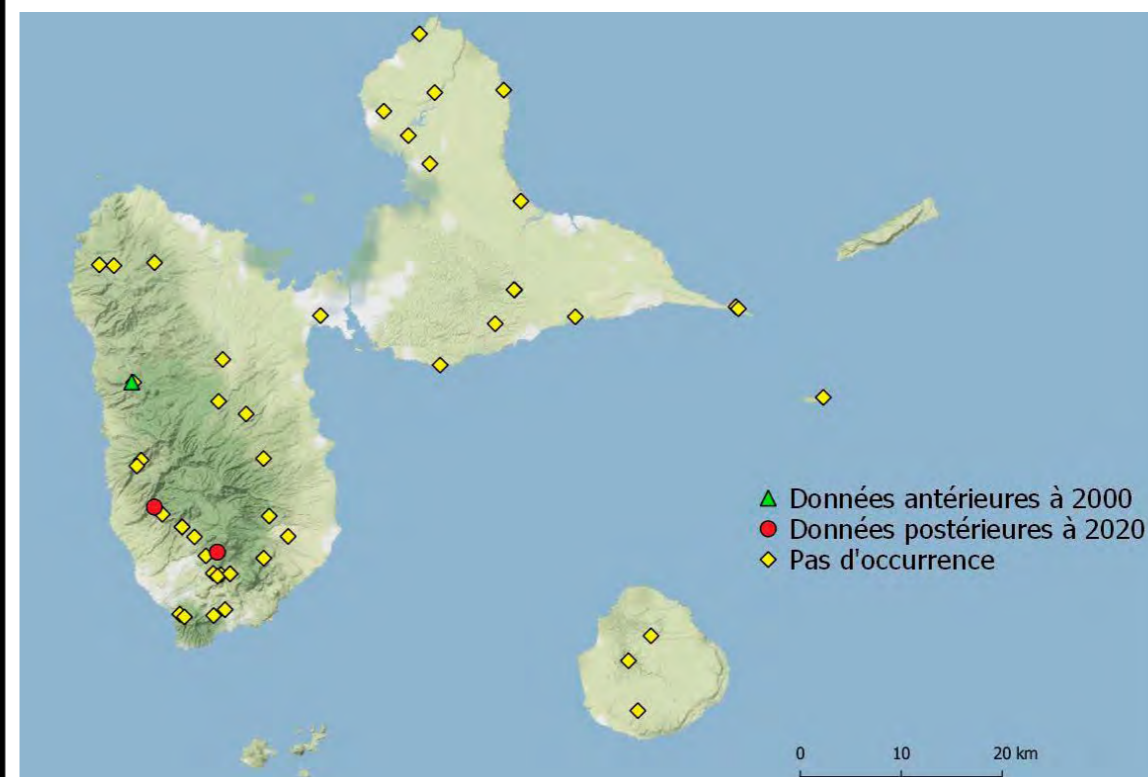 Données antérieures à 2000
Données postérieures à 2020
Pas d'occurrence
0 10 20 km